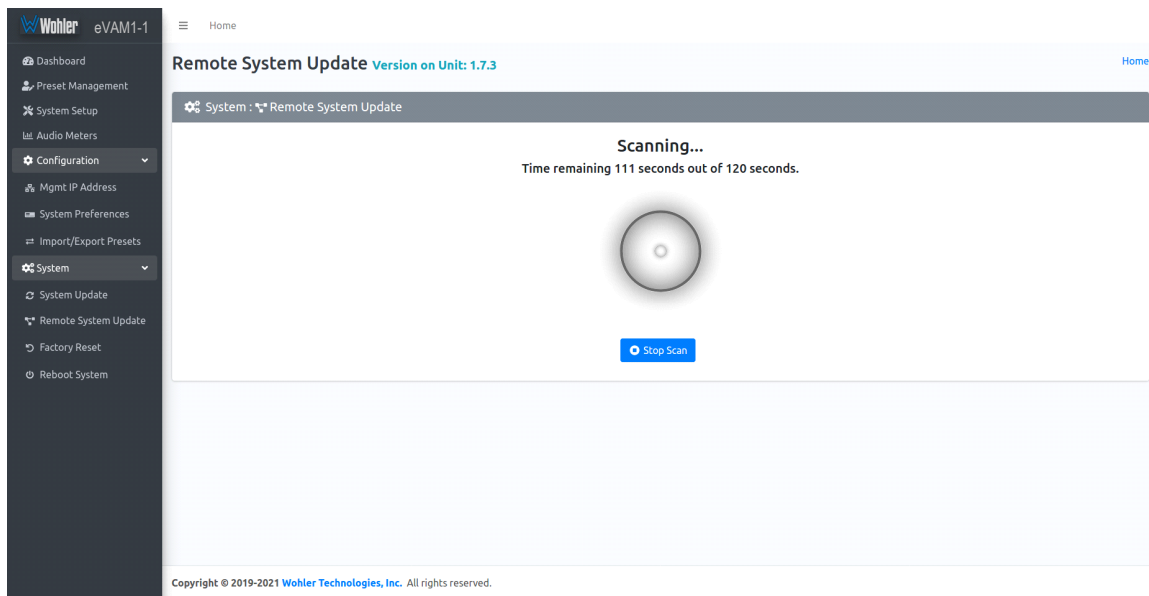 Wohler eVAM1-1
Home
Dashboard
Preset Management
System Setup
Audio Meters
Configuration
Mgmt IP Address
System Preferences
Import/Export Presets
System
System Update
Remote System Update
Factory Reset
Reboot System
Remote System Update Version on Unit: 1.7.3
Home
System : Remote System Update
Scanning...
Time remaining 111 seconds out of 120 seconds.
Stop Scan
Copyright © 2019-2021 Wohler Technologies, Inc. All rights reserved.